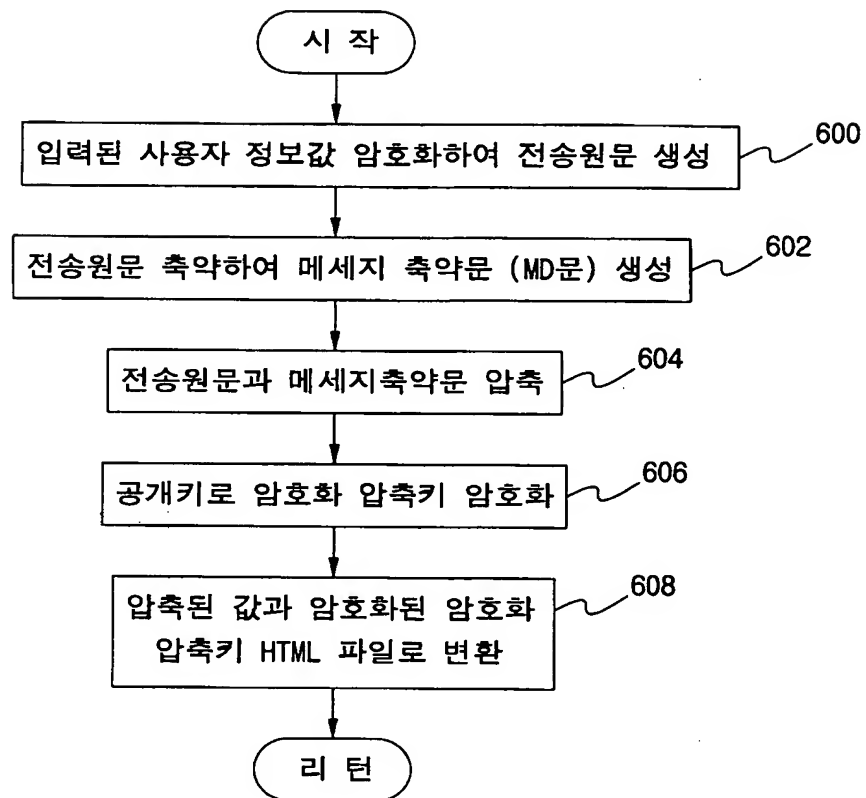 시 작
입력된 사용자 정보값 암호화하여 전송원문 생성
600
전송원문 축약하여 메세지 축약문 (MD문) 생성
602
전송원문과 메세지축약문 압축
604
공개키로 암호화 압축키 암호화
606
압축된 값과 암호화된 암호화
압축키 HTML 파일로 변환
608
리 턴